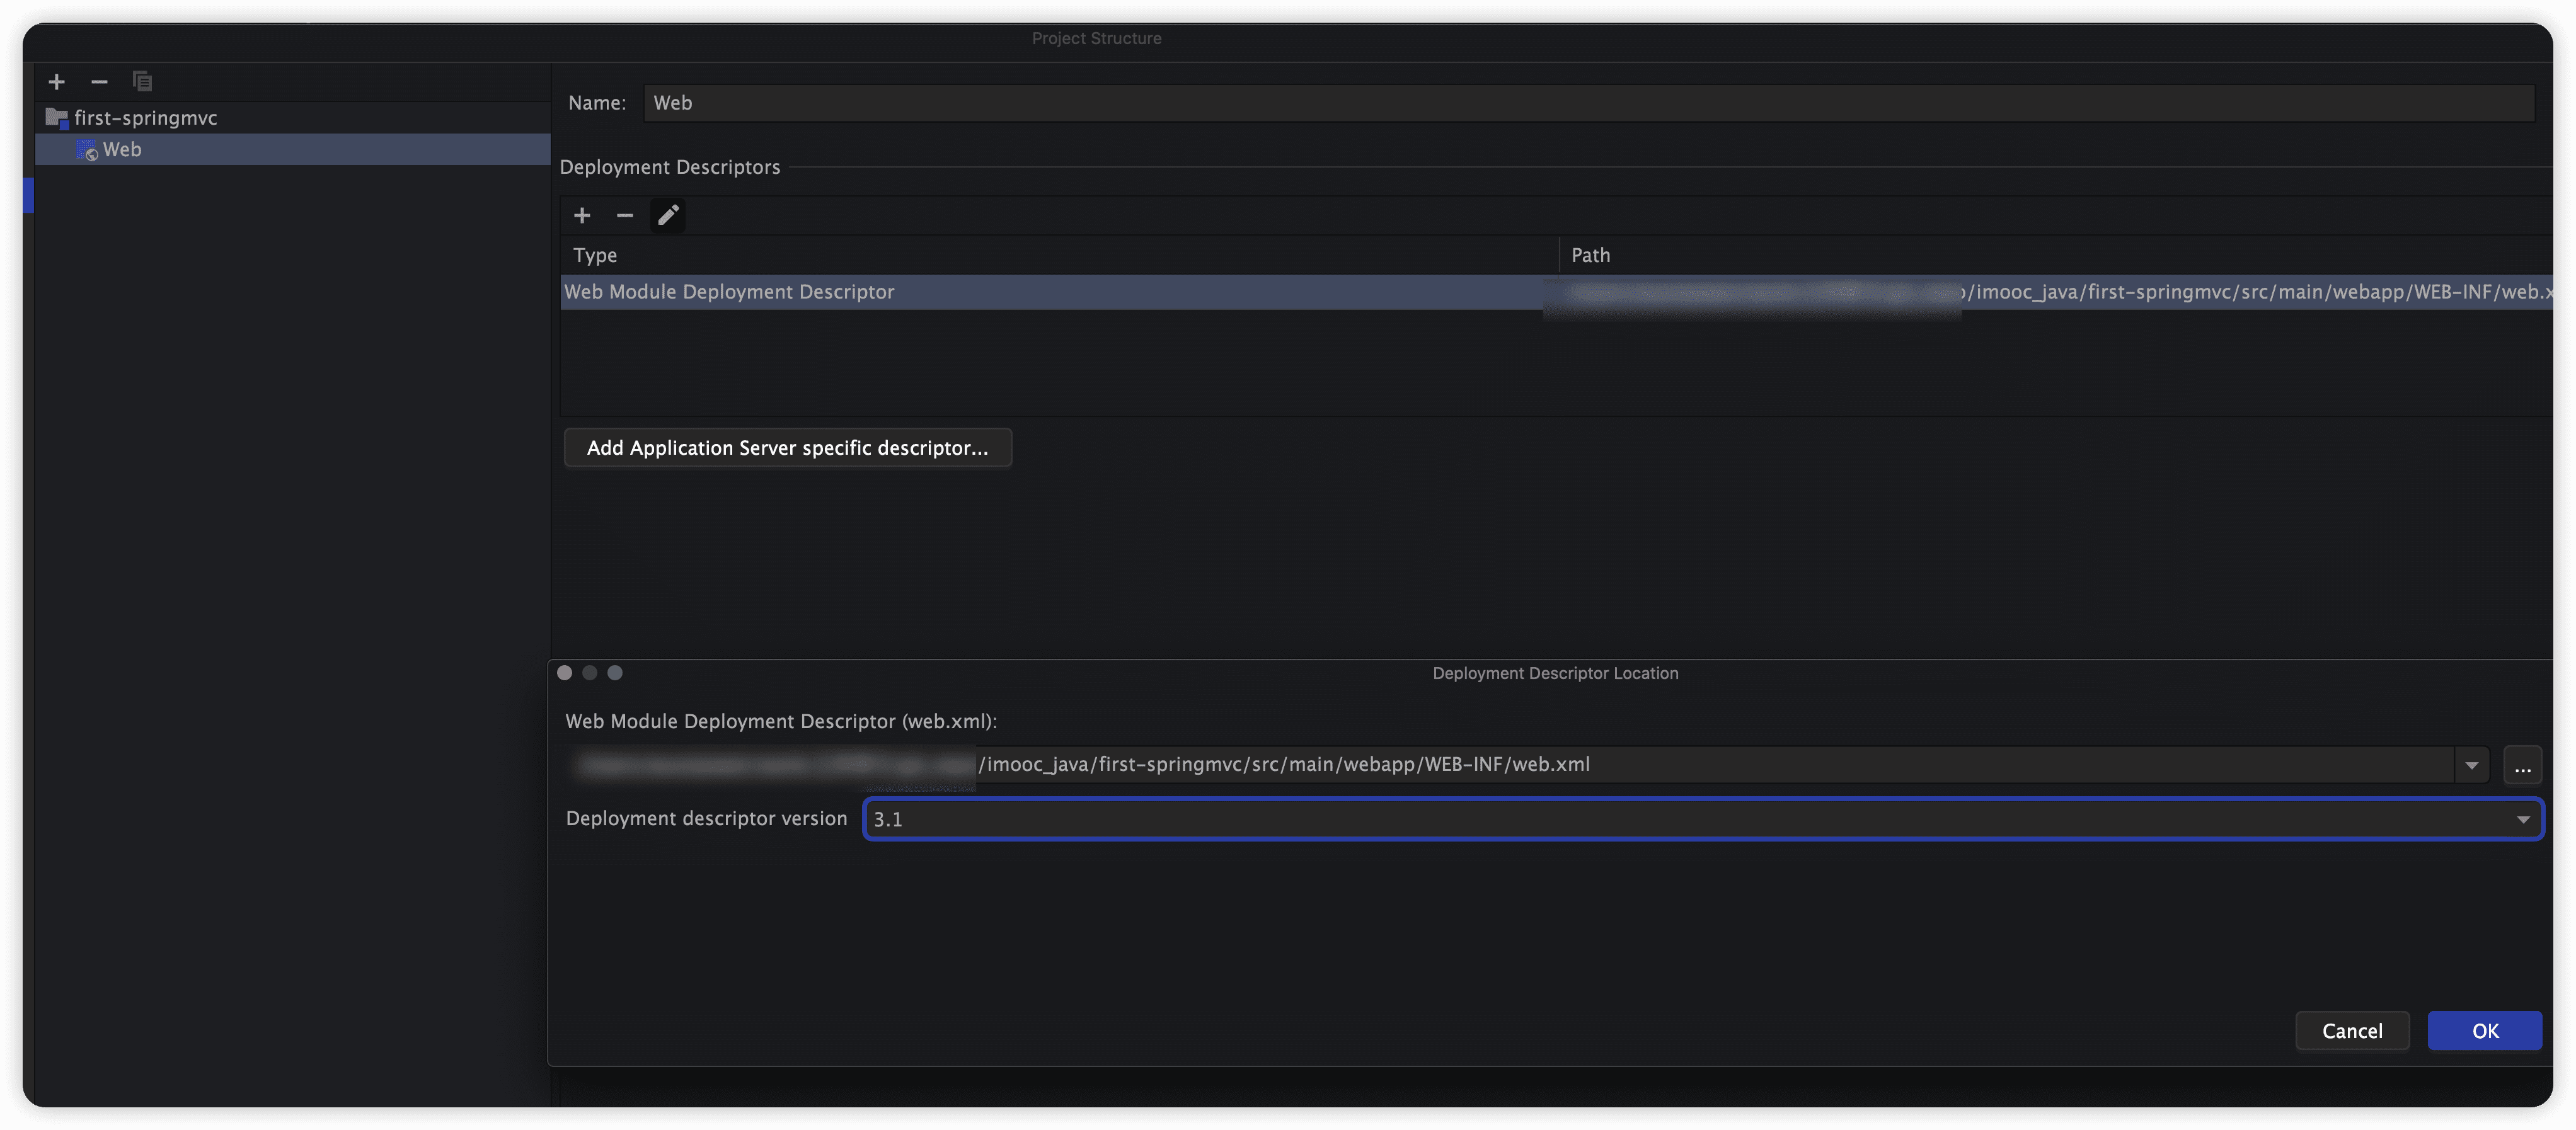 Project Structure
first-springmvc
Web
Name:
Web
Deployment Descriptors
Type
Path
Web Module Deployment Descriptor
/imooc_java/first-springmvc/src/main/webapp/WEB-INF/web.x
Add Application Server specific descriptor...
Deployment Descriptor Location
Web Module Deployment Descriptor (web.xml):
/imooc_java/first-springmvc/src/main/webapp/WEB-INF/web.xml
...
Deployment descriptor version
3.1
Cancel
OK